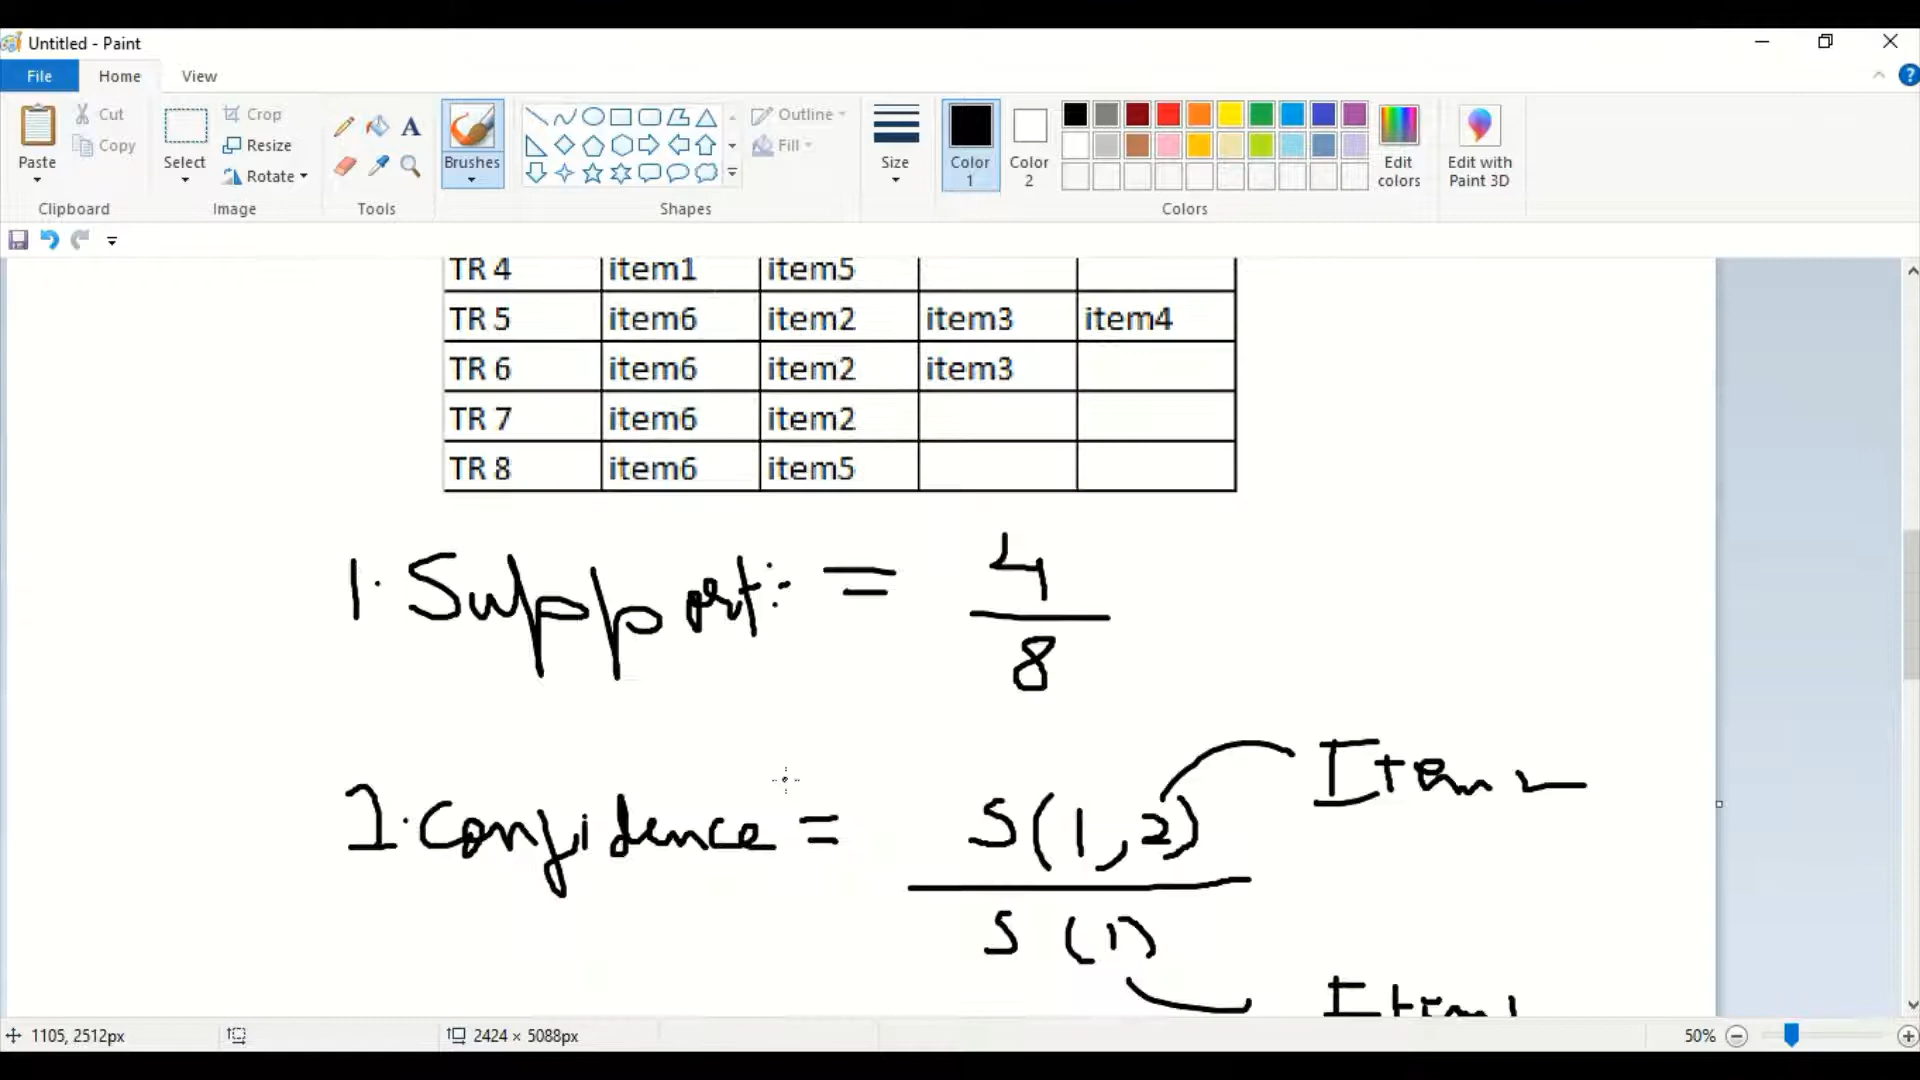 Untitled - Paint
File Home View
Paste Cut Copy Clipboard
Select Crop Resize Rotate Image
Tools
Brushes
Outline Fill Shapes
Size
Color 1
Color 2
Edit colors
Colors
Edit with Paint 3D
TR 4 item1 item5
TR 5 item6 item2 item3 item4
TR 6 item6 item2 item3
TR 7 item6 item2
TR 8 item6 item5
1. Support:- = 4
8
2. Confidence = S(1,2) Item 2
S (1)
Item 1
1105, 2512px 2424 × 5088px 50%